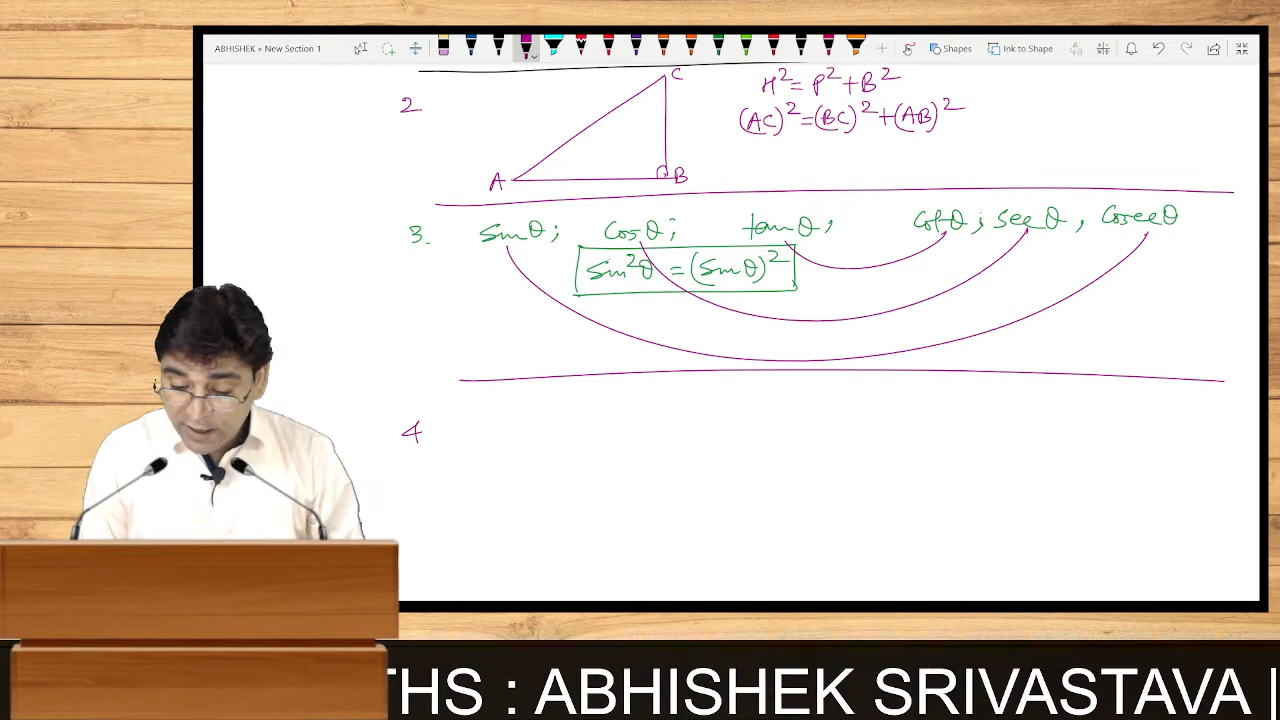 ABHISHEK » New Section 1
Shapes
Ink to Shape
2
C
A
B
H² = P² + B²
(AC)² = (BC)² + (AB)²
3. sinθ ; cosθ ; tanθ, cotθ ; secθ , cosecθ
sin²θ = (sinθ)²
4
THS : ABHISHEK SRIVASTAVA |